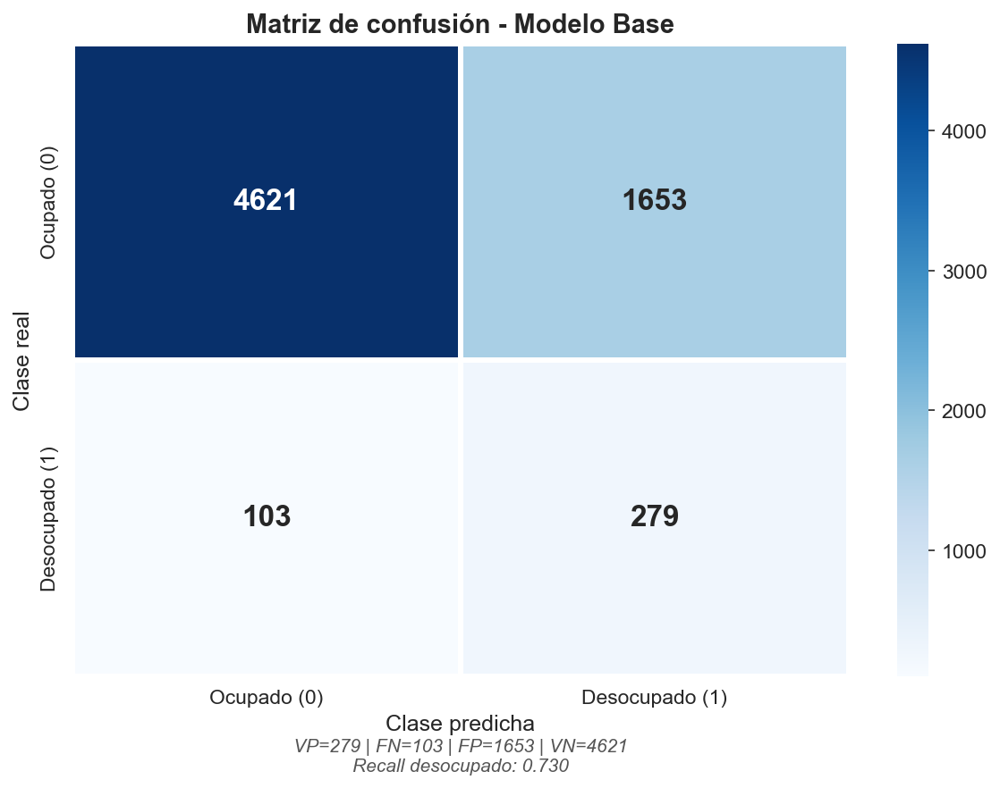 Matriz de confusión - Modelo Base
Ocupado (0)
4621
1653
4000
3000
Clase real
2000
Desocupado (1)
103
279
1000
Ocupado (0)
Desocupado (1)
Clase predicha
VP=279 | FN=103 | FP=1653 | VN=4621
Recall desocupado: 0.730